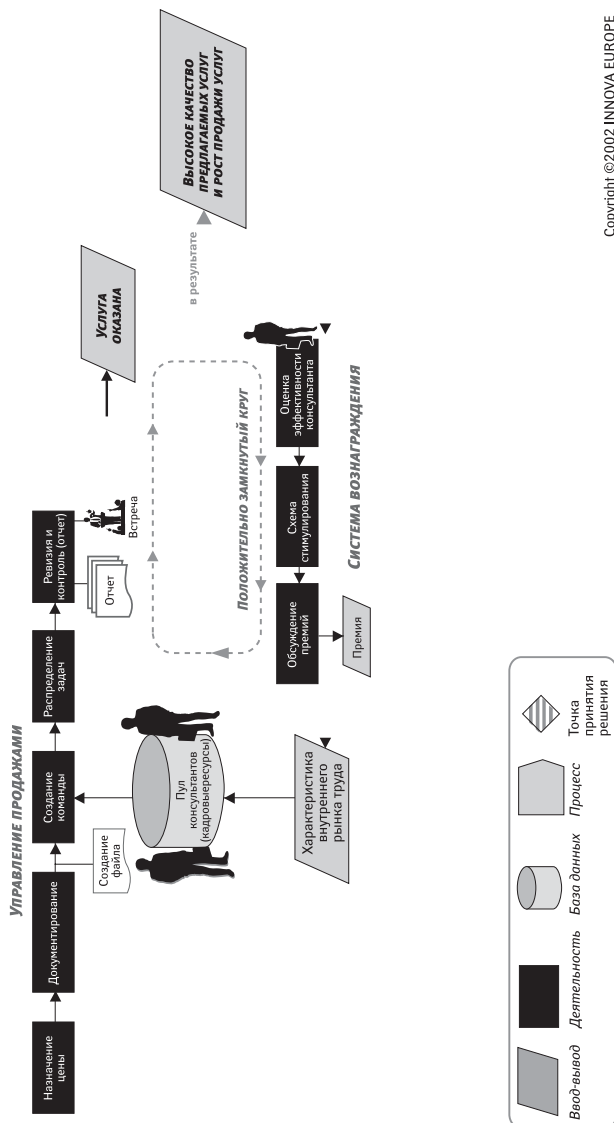 УПРАВЛЕНИЕ ПРОДАЖАМИ
Назначение
цены
Документирование
Создание
файла
Создание
команды
Распределение
задач
Ревизия и
контроль (отчет)
Отчет
Встреча
УСЛУГА
ОКАЗАНА
ВЫСОКОЕ КАЧЕСТВО
ПРЕДЛАГАЕМЫХ УСЛУГ
И РОСТ ПРОДАЖИ УСЛУГ
в результате
Пул
консультантов
(кадровыересурсы)
ПОЛОЖИТЕЛЬНО ЗАМКНУТЫЙ КРУГ
Характеристика
внутреннего
рынка труда
Обсуждение
премий
Схема
стимулирования
Оценка
эффективности
консультанта
Премия
СИСТЕМА ВОЗНАГРАЖДЕНИЯ
Ввод-вывод
Деятельность
База данных
Процесс
Точка
принятия
решения
Copyright ©2002 INNOVA EUROPE